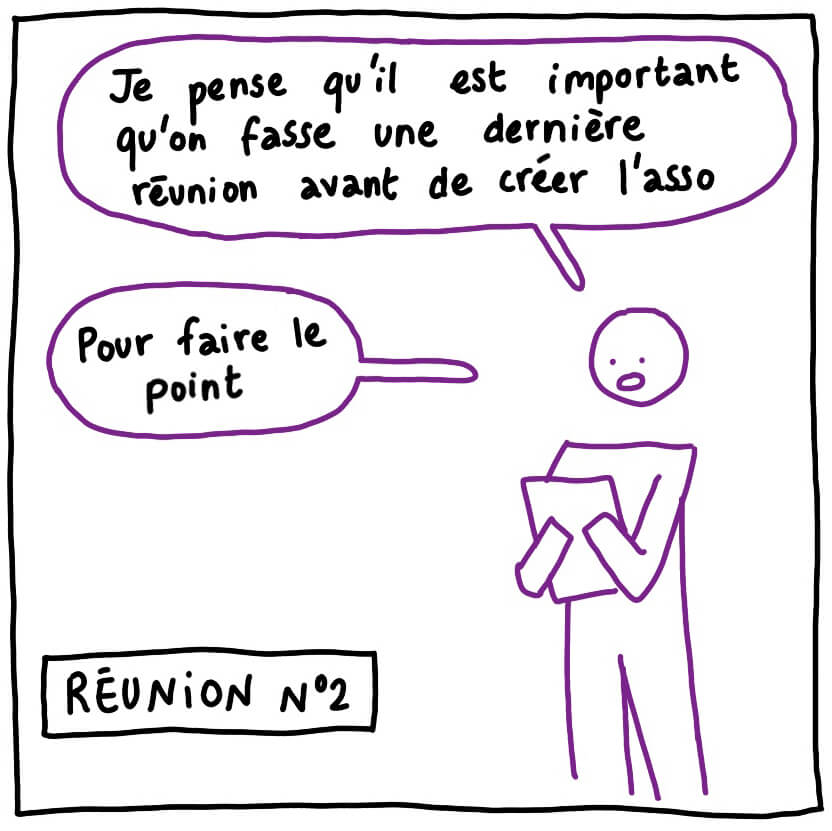 Je pense qu'il est important
qu'on fasse une dernière
réunion avant de créer l'asso
Pour faire le
point
RÉUNION N°2